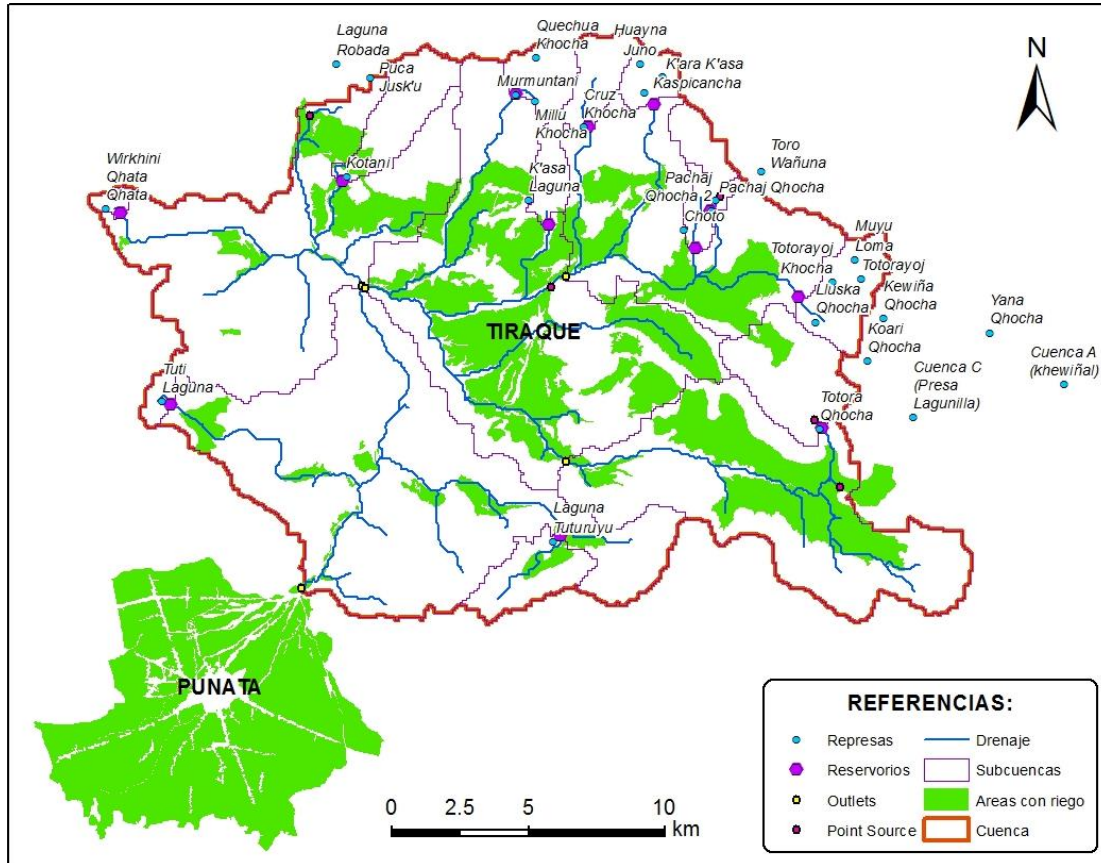 Laguna
Robada
Puca
Jusk'u
Quechua
Khocha
Huayna
Juno
K'ara K'asa
Kaspicancha
N
Murmuntani
Millu
Khocha
Cruz
Khocha
Toro
Wañuna
Wirkhini
Qhata
Qhata
Kotani
K'asa
Laguna
Pachaj
Qhocha 2
Pachaj Qhocha
Choto
Muyu
Loma
Totorayoj
Khocha
Totorayoj
Kewiña
Qhocha
Lluska
Qhocha
Yana
Qhocha
Koari
Qhocha
TIRAQUE
Cuenca A
(khewiñal)
Cuenca C
(Presa
Lagunilla)
Tuti
Laguna
Totora
Qhocha
Laguna
Tuturuyu
PUNATA
REFERENCIAS:
Represas
Drenaje
Reservorios
Subcuencas
Outlets
Areas con riego
Point Source
Cuenca
0 2.5 5 10
km